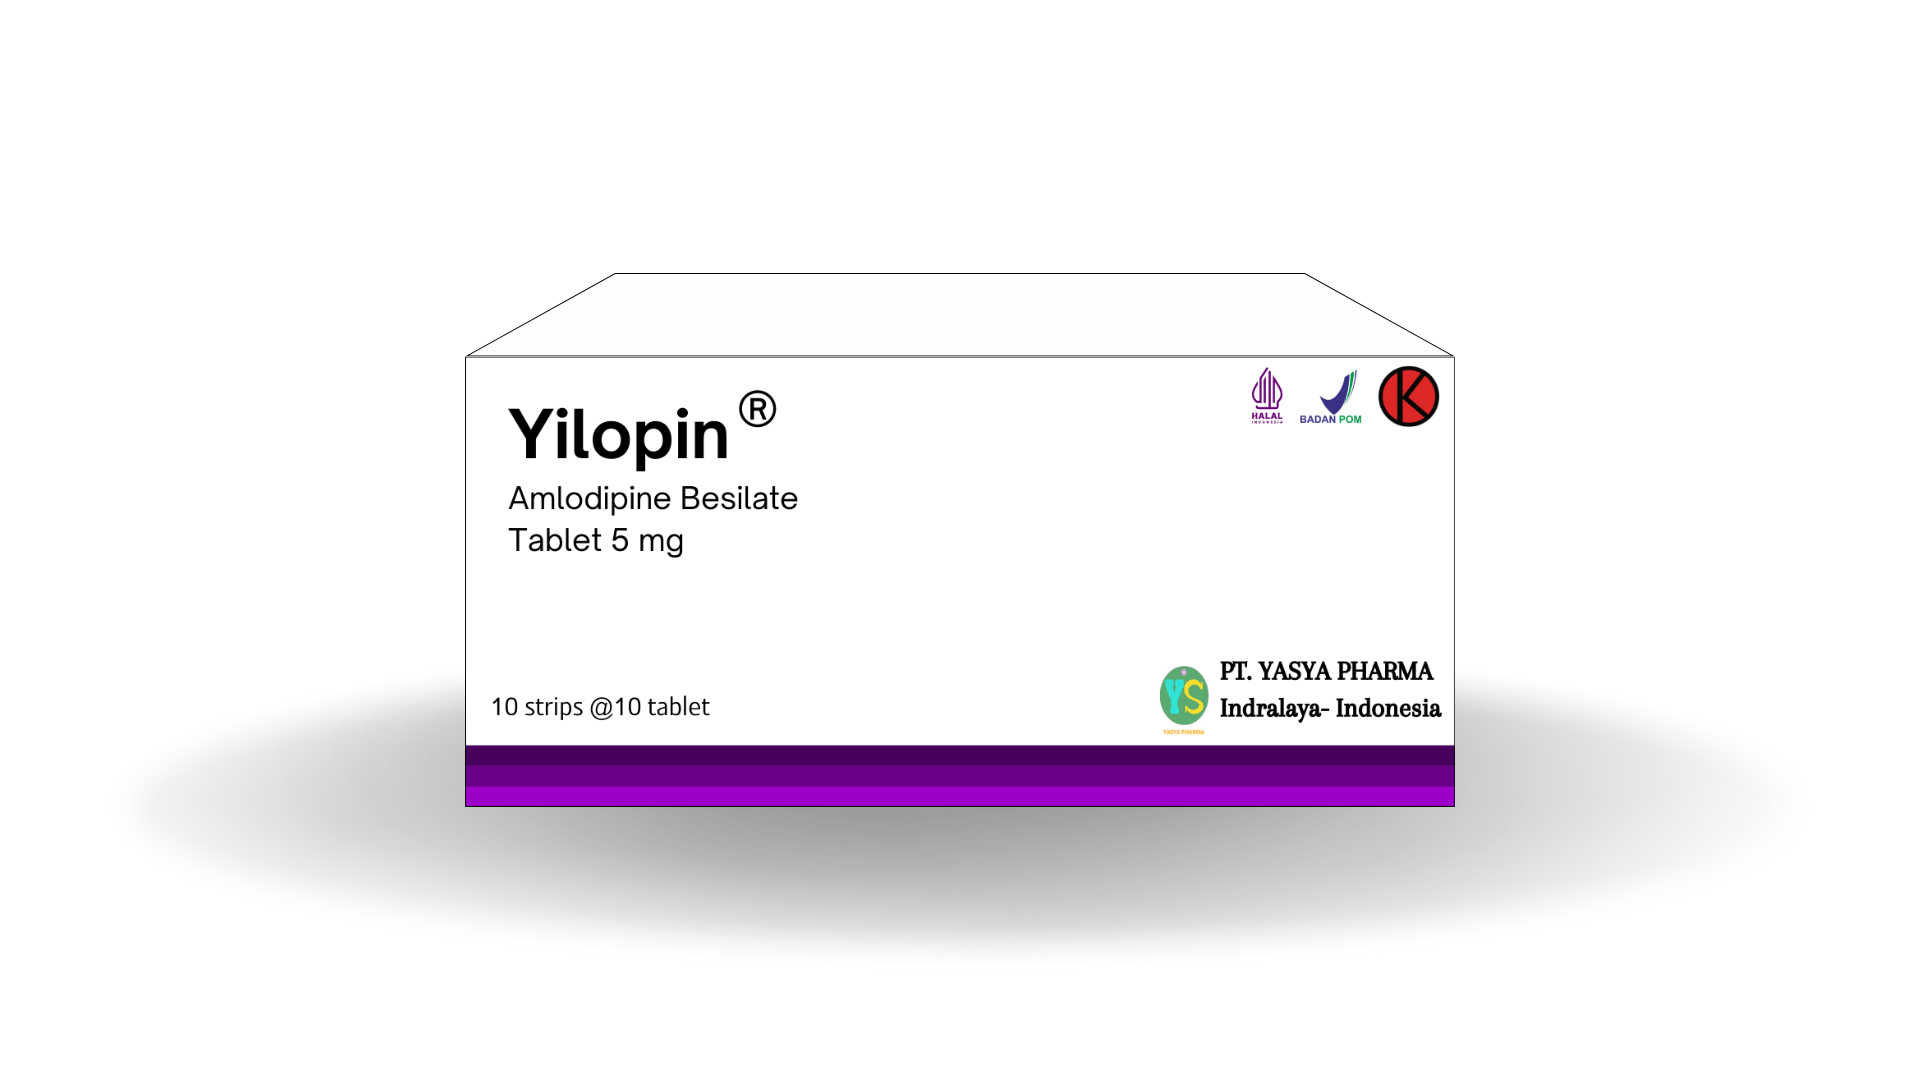 Yilopin ®
Amlodipine Besilate
Tablet 5 mg
HALAL
INDONESIA
BADAN POM
K
10 strips @10 tablet
YS
YASYA PHARMA
PT. YASYA PHARMA
Indralaya- Indonesia